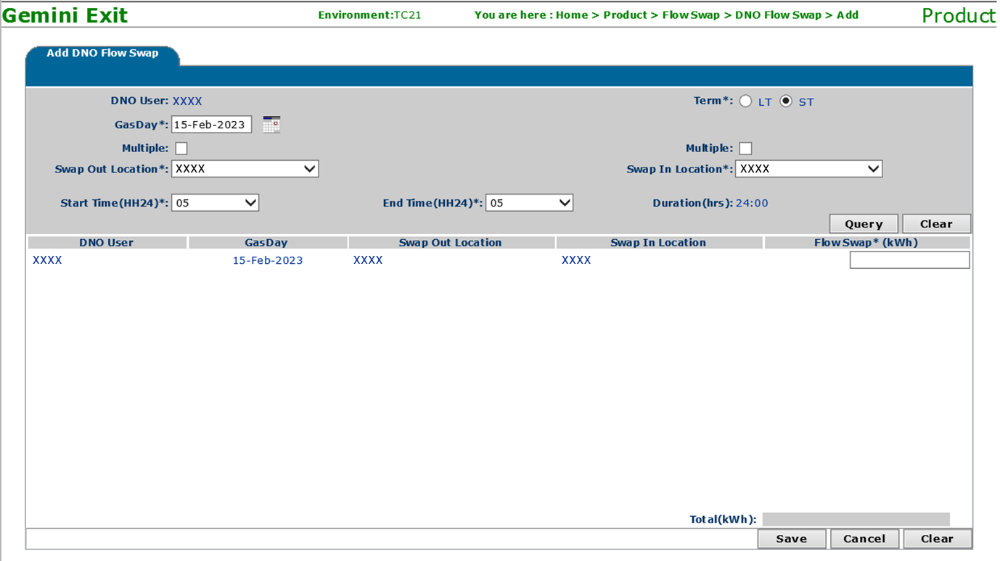 Gemini Exit Environment:TC21 You are here : Home > Product > Flow Swap > DNO Flow Swap > Add Product
Add DNO Flow Swap
DNO User: XXXX Term*: LT ST
GasDay*: 15-Feb-2023
Multiple: Multiple:
Swap Out Location*: XXXX Swap In Location*: XXXX
Start Time(HH24)*: 05 End Time(HH24)*: 05 Duration(hrs): 24:00
Query Clear
DNO User GasDay Swap Out Location Swap In Location Flow Swap* (kWh)
XXXX 15-Feb-2023 XXXX XXXX
Total(kWh):
Save Cancel Clear